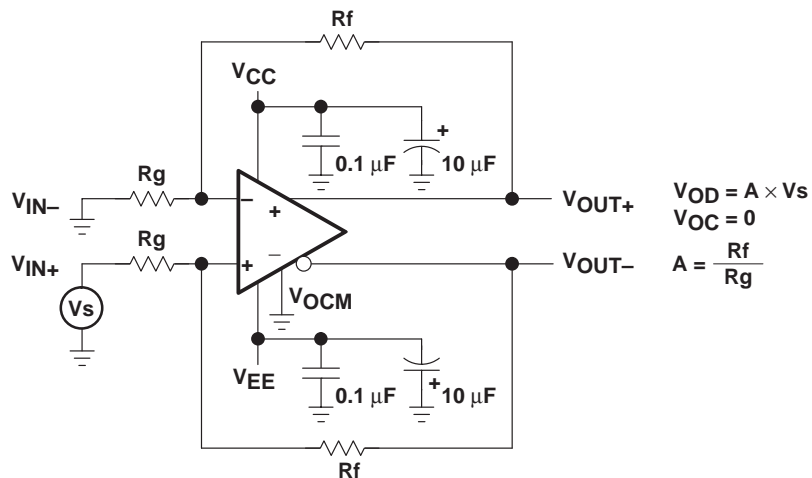 Rf
VCC
+
0.1 μF
10 μF
Rg
VIN–
–
+
VOUT+
VOD = A × Vs
VOC = 0
Rg
VIN+
+
–
VOUT–
A = Rf
Rg
Vs
VOCM
VEE
0.1 μF
+
10 μF
Rf